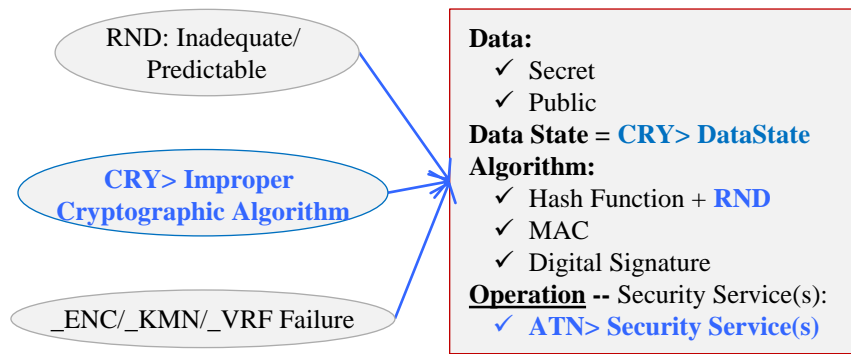 RND: Inadequate/
Predictable
CRY> Improper
Cryptographic Algorithm
_ENC/_KMN/_VRF Failure
Data:
✓ Secret
✓ Public
Data State = CRY> DataState
Algorithm:
✓ Hash Function + RND
✓ MAC
✓ Digital Signature
Operation -- Security Service(s):
✓ ATN> Security Service(s)